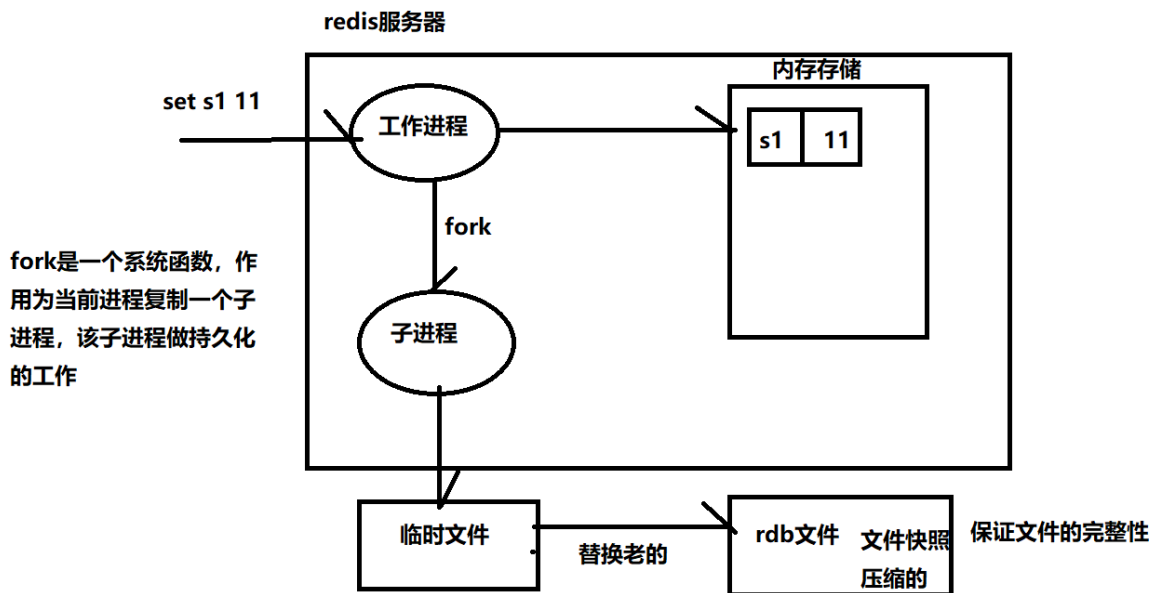 redis服务器
内存存储
set s1 11
工作进程
s1
11
fork
fork是一个系统函数，作
用为当前进程复制一个子
进程，该子进程做持久化
的工作
子进程
临时文件
替换老的
rdb文件
文件快照
压缩的
保证文件的完整性